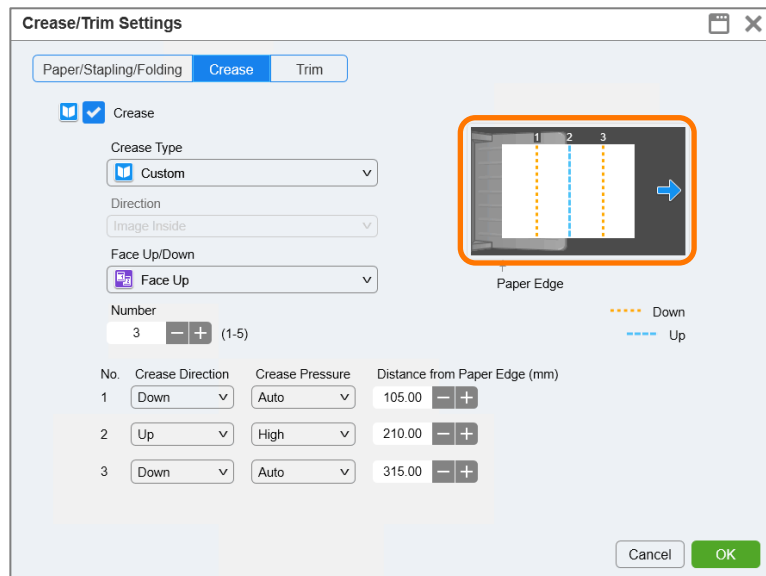 Crease/Trim Settings
Paper/Stapling/Folding Crease Trim
Crease
Crease Type
Custom
Direction
Image Inside
Face Up/Down
Face Up
Number
3 (1-5)
1 2 3
Paper Edge
Down
Up
No. Crease Direction Crease Pressure Distance from Paper Edge (mm)
1 Down Auto 105.00
2 Up High 210.00
3 Down Auto 315.00
Cancel OK